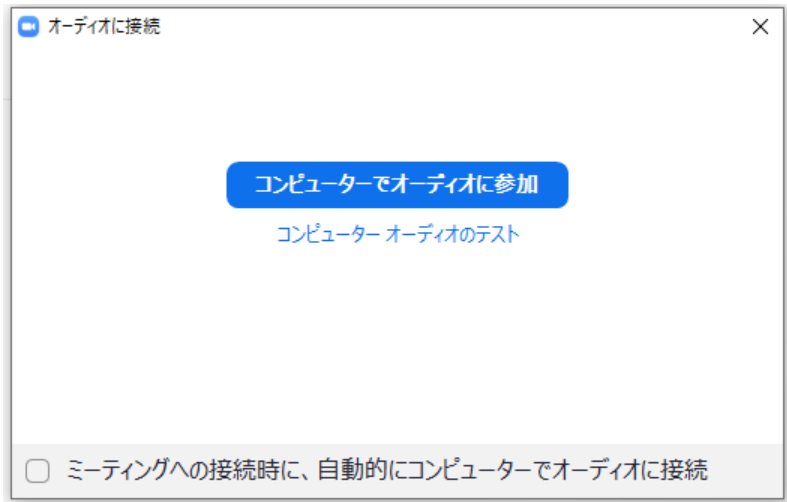 オーディオに接続
コンピューターでオーディオに参加
コンピューター オーディオのテスト
ミーティングへの接続時に、自動的にコンピューターでオーディオに接続